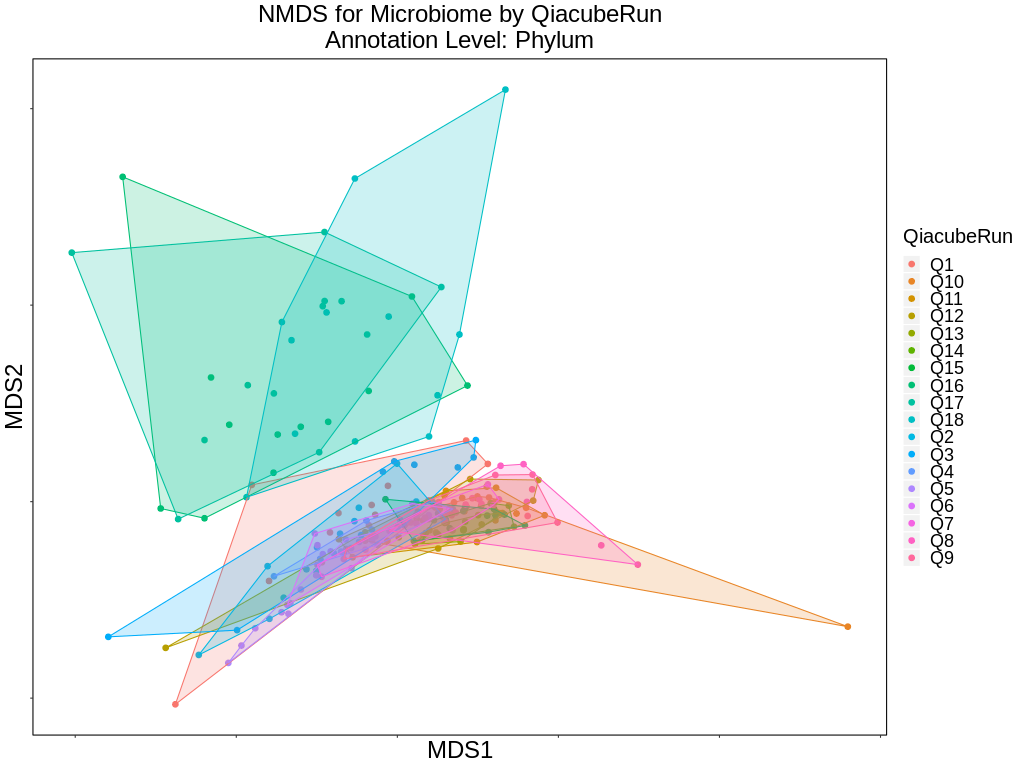 NMDS for Microbiome by QiacubeRun
Annotation Level: Phylum
MDS2
MDS1
QiacubeRun
Q1
Q10
Q11
Q12
Q13
Q14
Q15
Q16
Q17
Q18
Q2
Q3
Q4
Q5
Q6
Q7
Q8
Q9